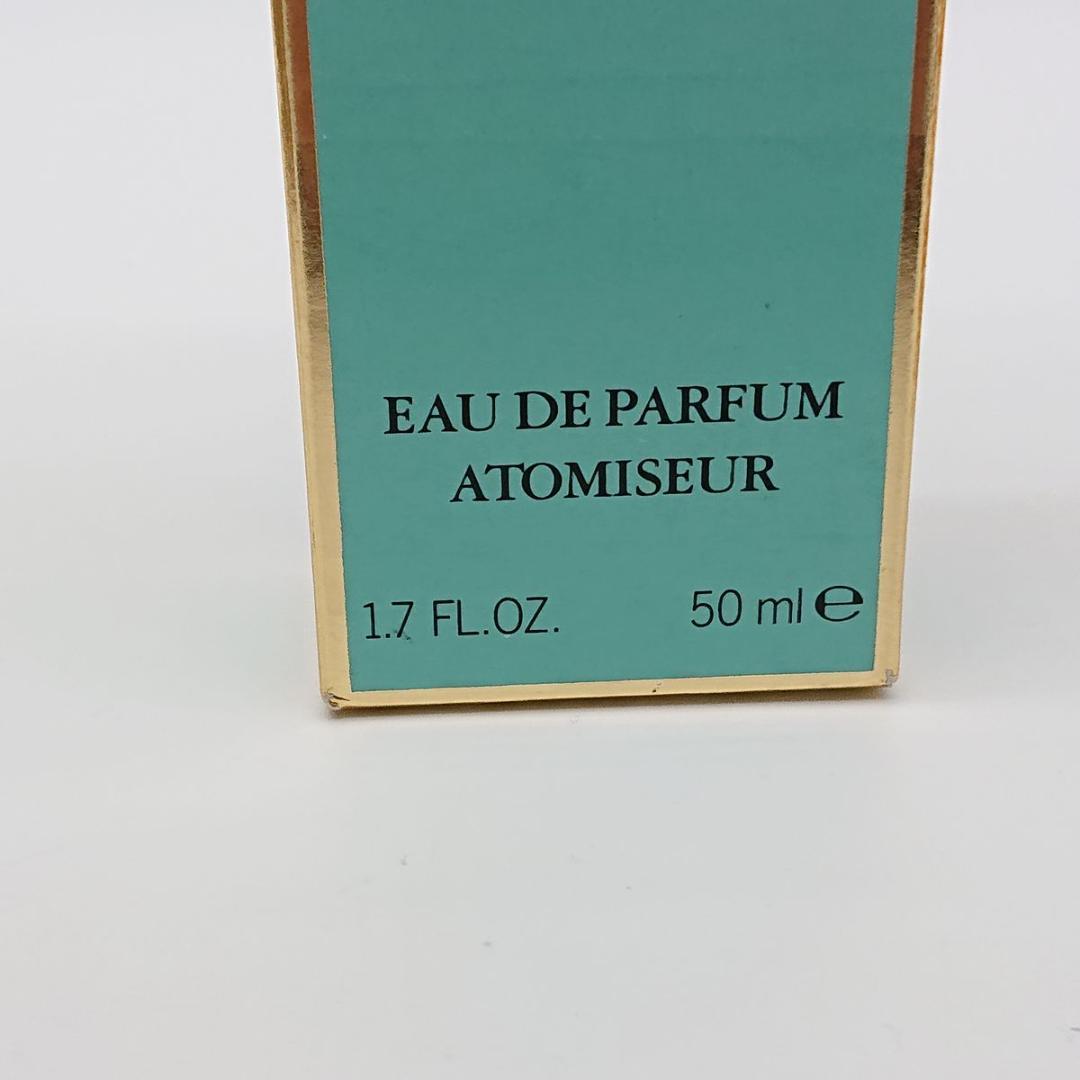 EAU DE PARFUM
ATOMISEUR
1.7 FL.OZ. 50 ml ℮